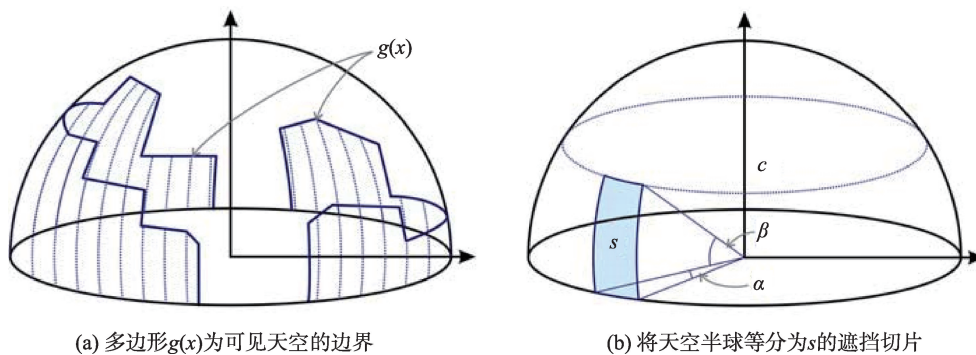 g(x)
c
s
β
α
(a) 多边形g(x)为可见天空的边界
(b) 将天空半球等分为s的遮挡切片